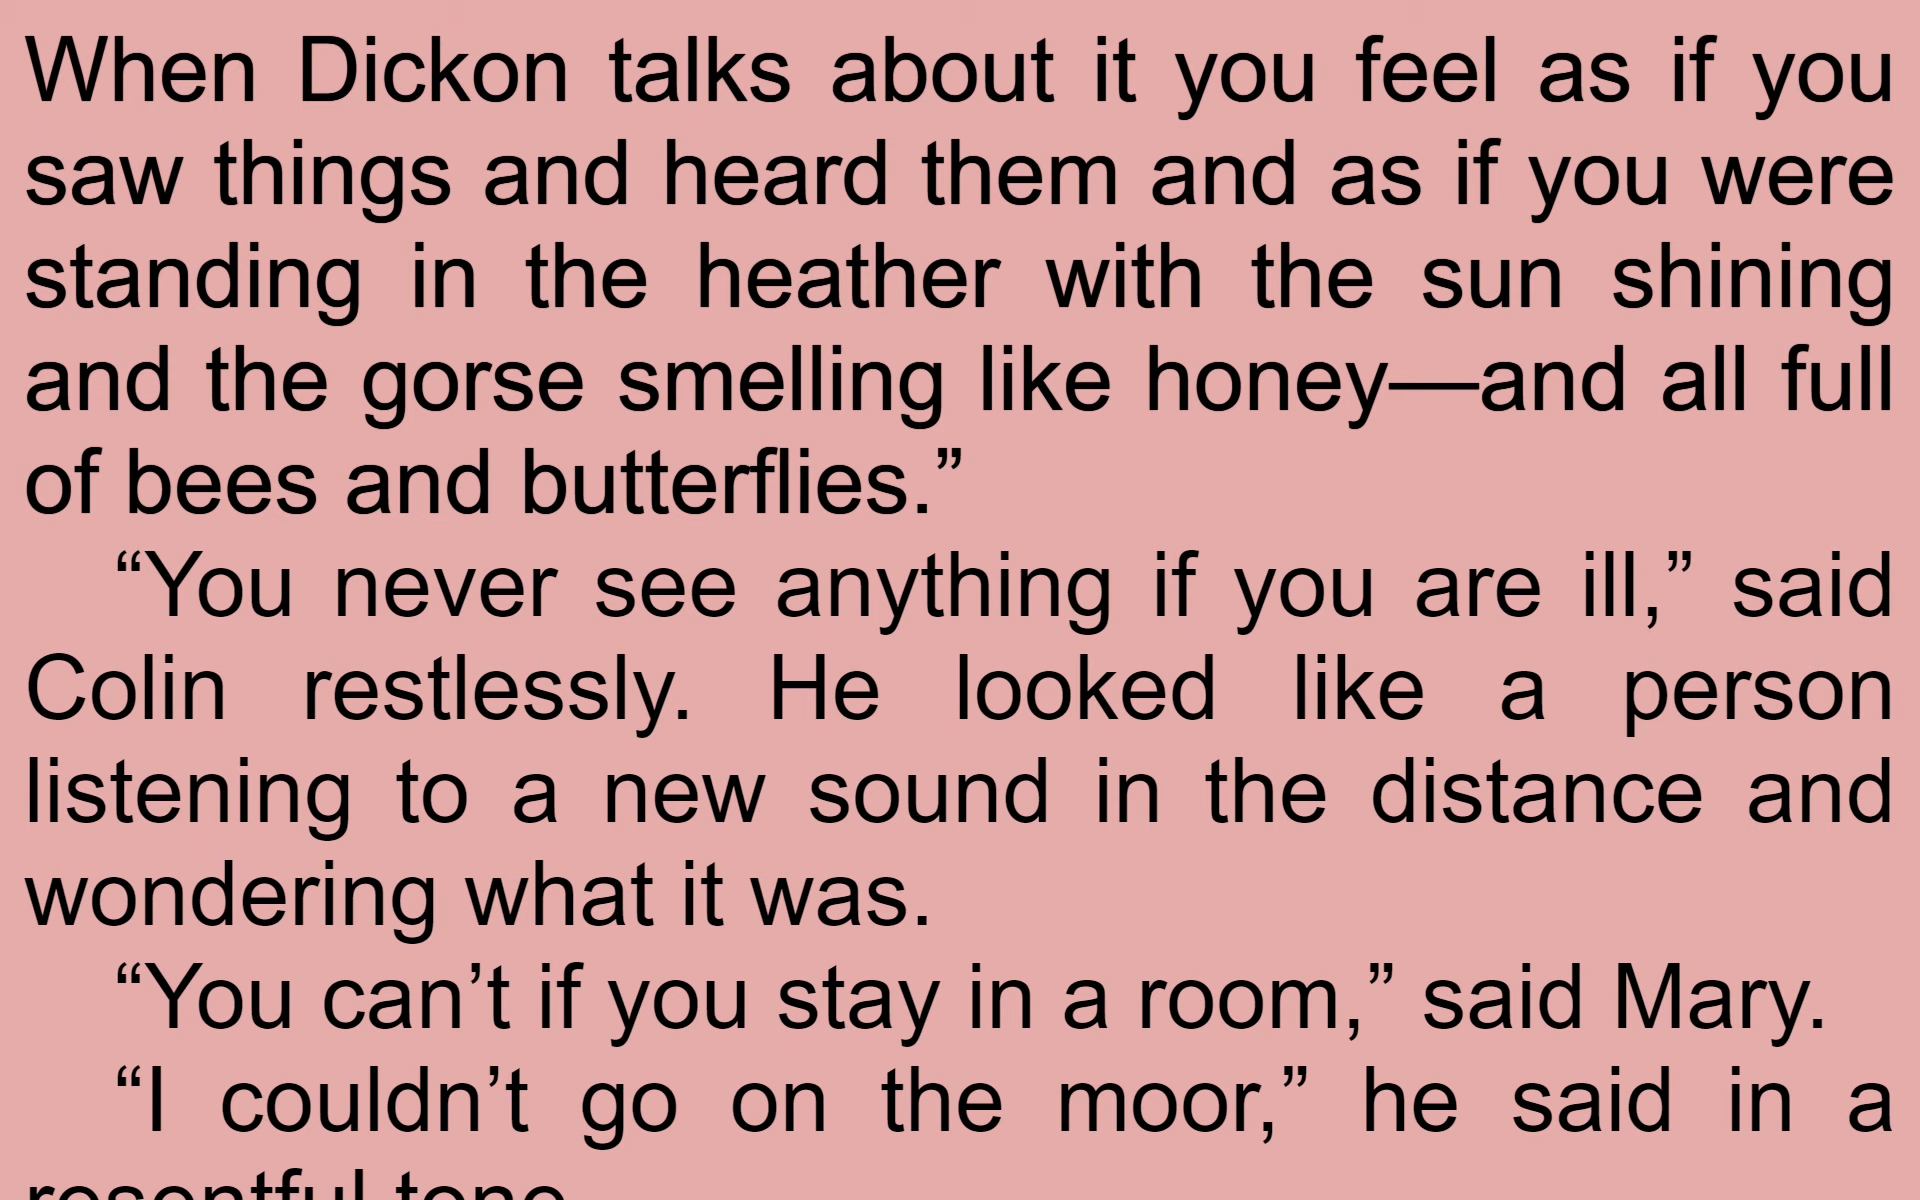 When Dickon talks about it you feel as if you
saw things and heard them and as if you were
standing in the heather with the sun shining
and the gorse smelling like honey—and all full
of bees and butterflies.”
“You never see anything if you are ill,” said
Colin restlessly. He looked like a person
listening to a new sound in the distance and
wondering what it was.
“You can’t if you stay in a room,” said Mary.
“I couldn’t go on the moor,” he said in a
resentful tone.